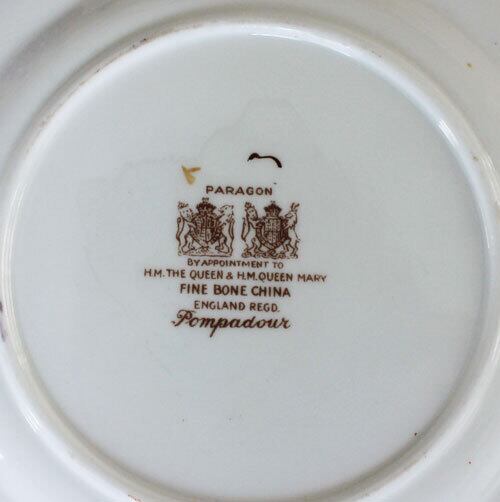 PARAGON
BY APPOINTMENT TO
H.M. THE QUEEN & H.M. QUEEN MARY
FINE BONE CHINA
ENGLAND REGD.
Pompadour